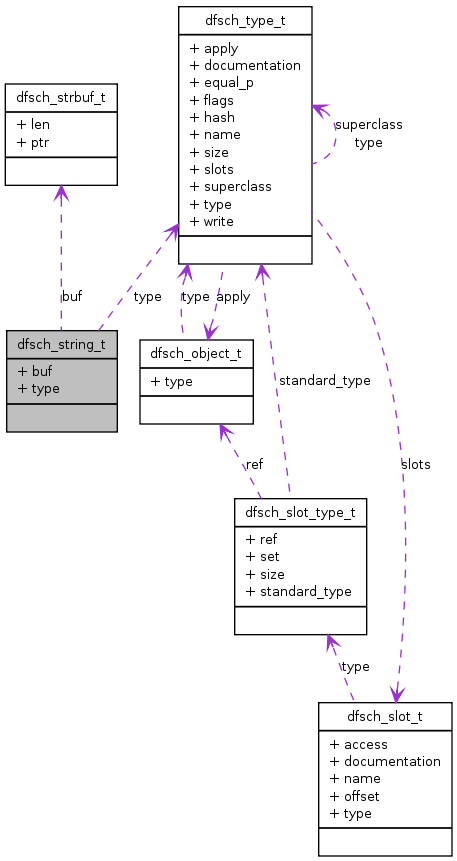 dfsch_type_t
+ apply
+ documentation
+ equal_p
+ flags
+ hash
+ name
+ size
+ slots
+ superclass
+ type
+ write
dfsch_strbuf_t
+ len
+ ptr
superclass
type
buf
type
type
apply
dfsch_string_t
+ buf
+ type
dfsch_object_t
+ type
standard_type
ref
slots
dfsch_slot_type_t
+ ref
+ set
+ size
+ standard_type
type
dfsch_slot_t
+ access
+ documentation
+ name
+ offset
+ type